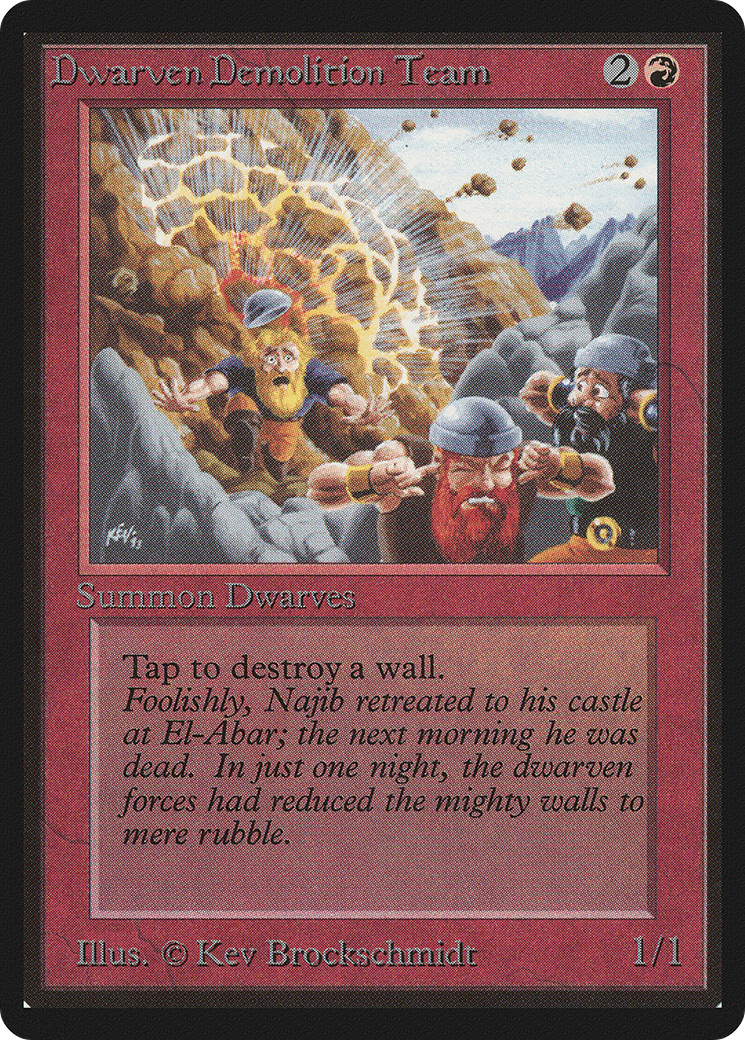 Dwarven Demolition Team 2
KEV '93
Summon Dwarves
Tap to destroy a wall.
Foolishly, Najib retreated to his castle
at El-Abar; the next morning he was
dead. In just one night, the dwarven
forces had reduced the mighty walls to
mere rubble.
Illus. © Kev Brockschmidt 1/1